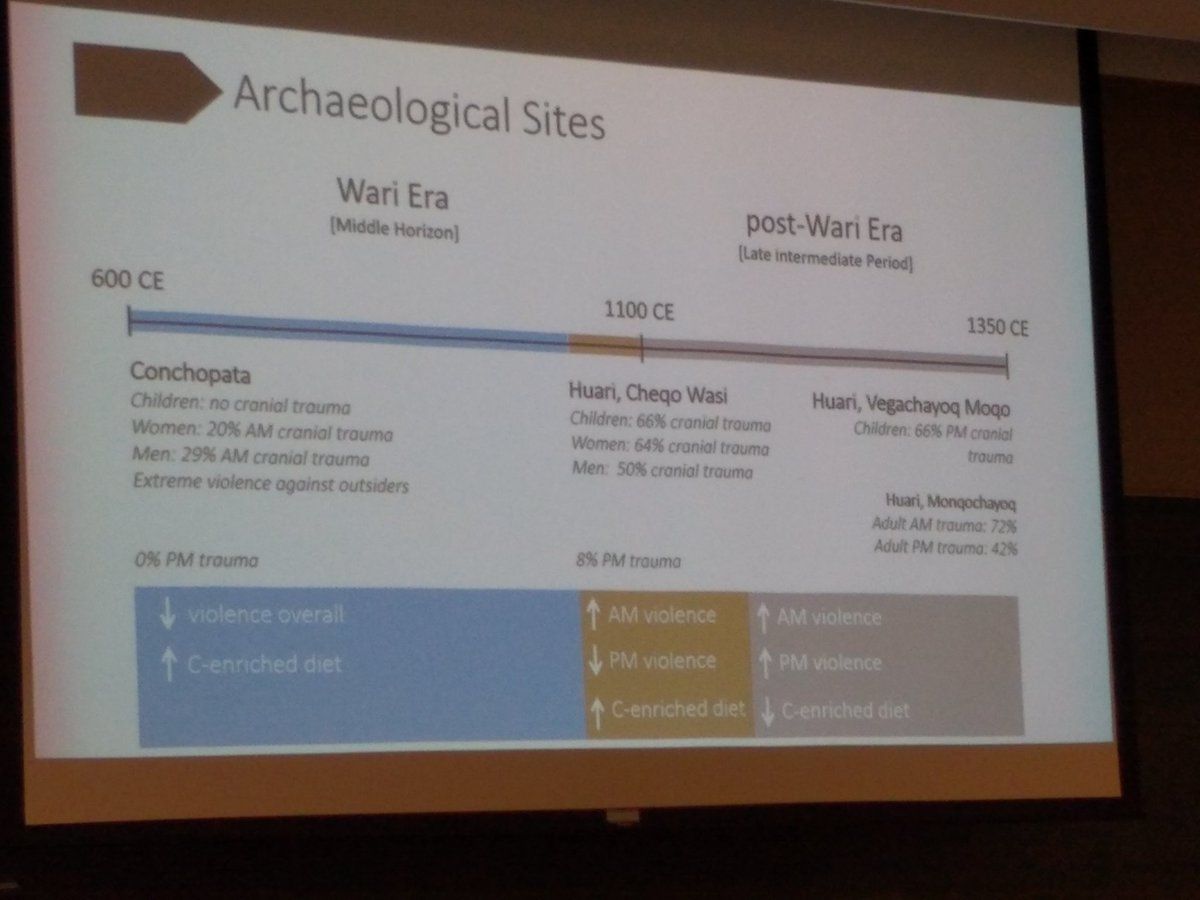 Archaeological Sites
Wari Era
[Middle Horizon]
post-Wari Era
[Late Intermediate Period]
600 CE
1100 CE
1350 CE
Conchopata
Children: no cranial trauma
Women: 20% AM cranial trauma
Men: 29% AM cranial trauma
Extreme violence against outsiders
0% PM trauma
Huari, Cheqo Wasi
Children: 66% cranial trauma
Women: 64% cranial trauma
Men: 50% cranial trauma
8% PM trauma
Huari, Vegachayoq Moqo
Children: 66% PM cranial
trauma
Huari, Monqochayoq
Adult AM trauma: 72%
Adult PM trauma: 42%
↓ violence overall
↑ C-enriched diet
↑ AM violence
↓ PM violence
↑ C-enriched diet
↑ AM violence
↑ PM violence
↓ C-enriched diet